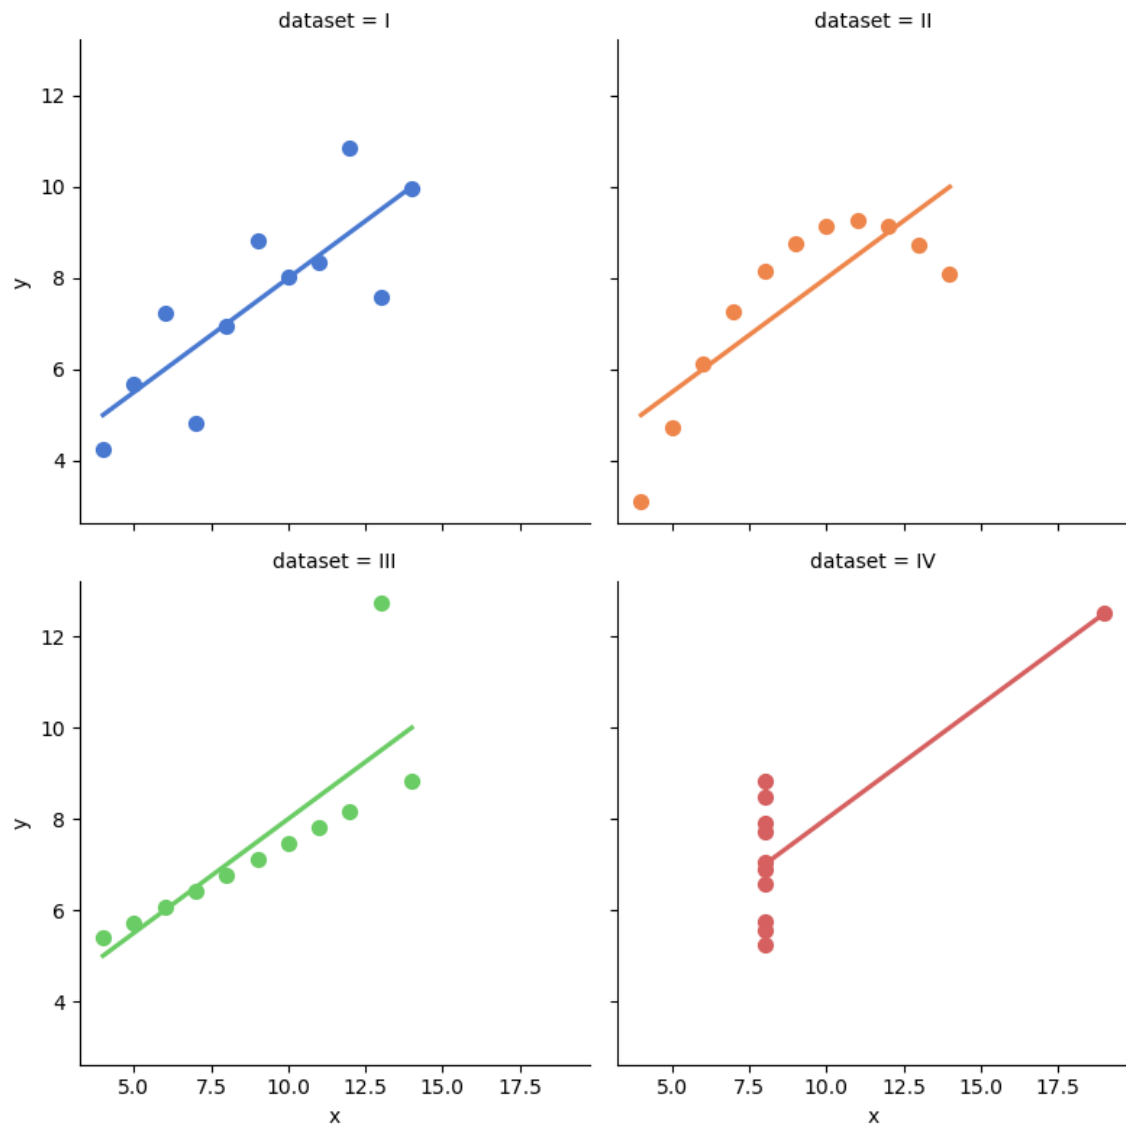 dataset = I
dataset = II
12
10
8
6
4
y
dataset = III
dataset = IV
12
10
8
6
4
y
5.0 7.5 10.0 12.5 15.0 17.5
x
5.0 7.5 10.0 12.5 15.0 17.5
x